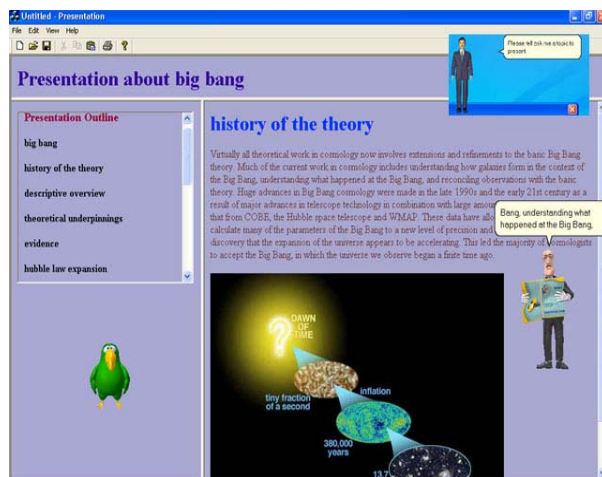 Untitled - Presentation
File Edit View Help
Please tell ask me a topic to
present
Presentation about big bang
Presentation Outline
big bang
history of the theory
descriptive overview
theoretical underpinnings
evidence
hubble law expansion
history of the theory
Virtually all theoretical work in cosmology now involves extensions and refinements to the basic Big Bang
theory. Much of the current work in cosmology includes understanding how galaxies form in the context of
the Big Bang, understanding what happened at the Big Bang, and reconciling observations with the basic
theory. Huge advances in Big Bang cosmology were made in the late 1990s and the early 21st century as a
result of major advances in telescope technology in combination with large amoun
that from COBE, the Hubble space telescope and WMAP. These data have allo
calculate many of the parameters of the Big Bang to a new level of precision and
discovery that the expansion of the universe appears to be accelerating. This led the majority of cosmologists
to accept the Big Bang, in which the universe we observe began a finite time ago.
Bang, understanding what
happened at the Big Bang,
DAWN
OF
TIME
tiny fraction
of a second
inflation
380,000
years
13.7